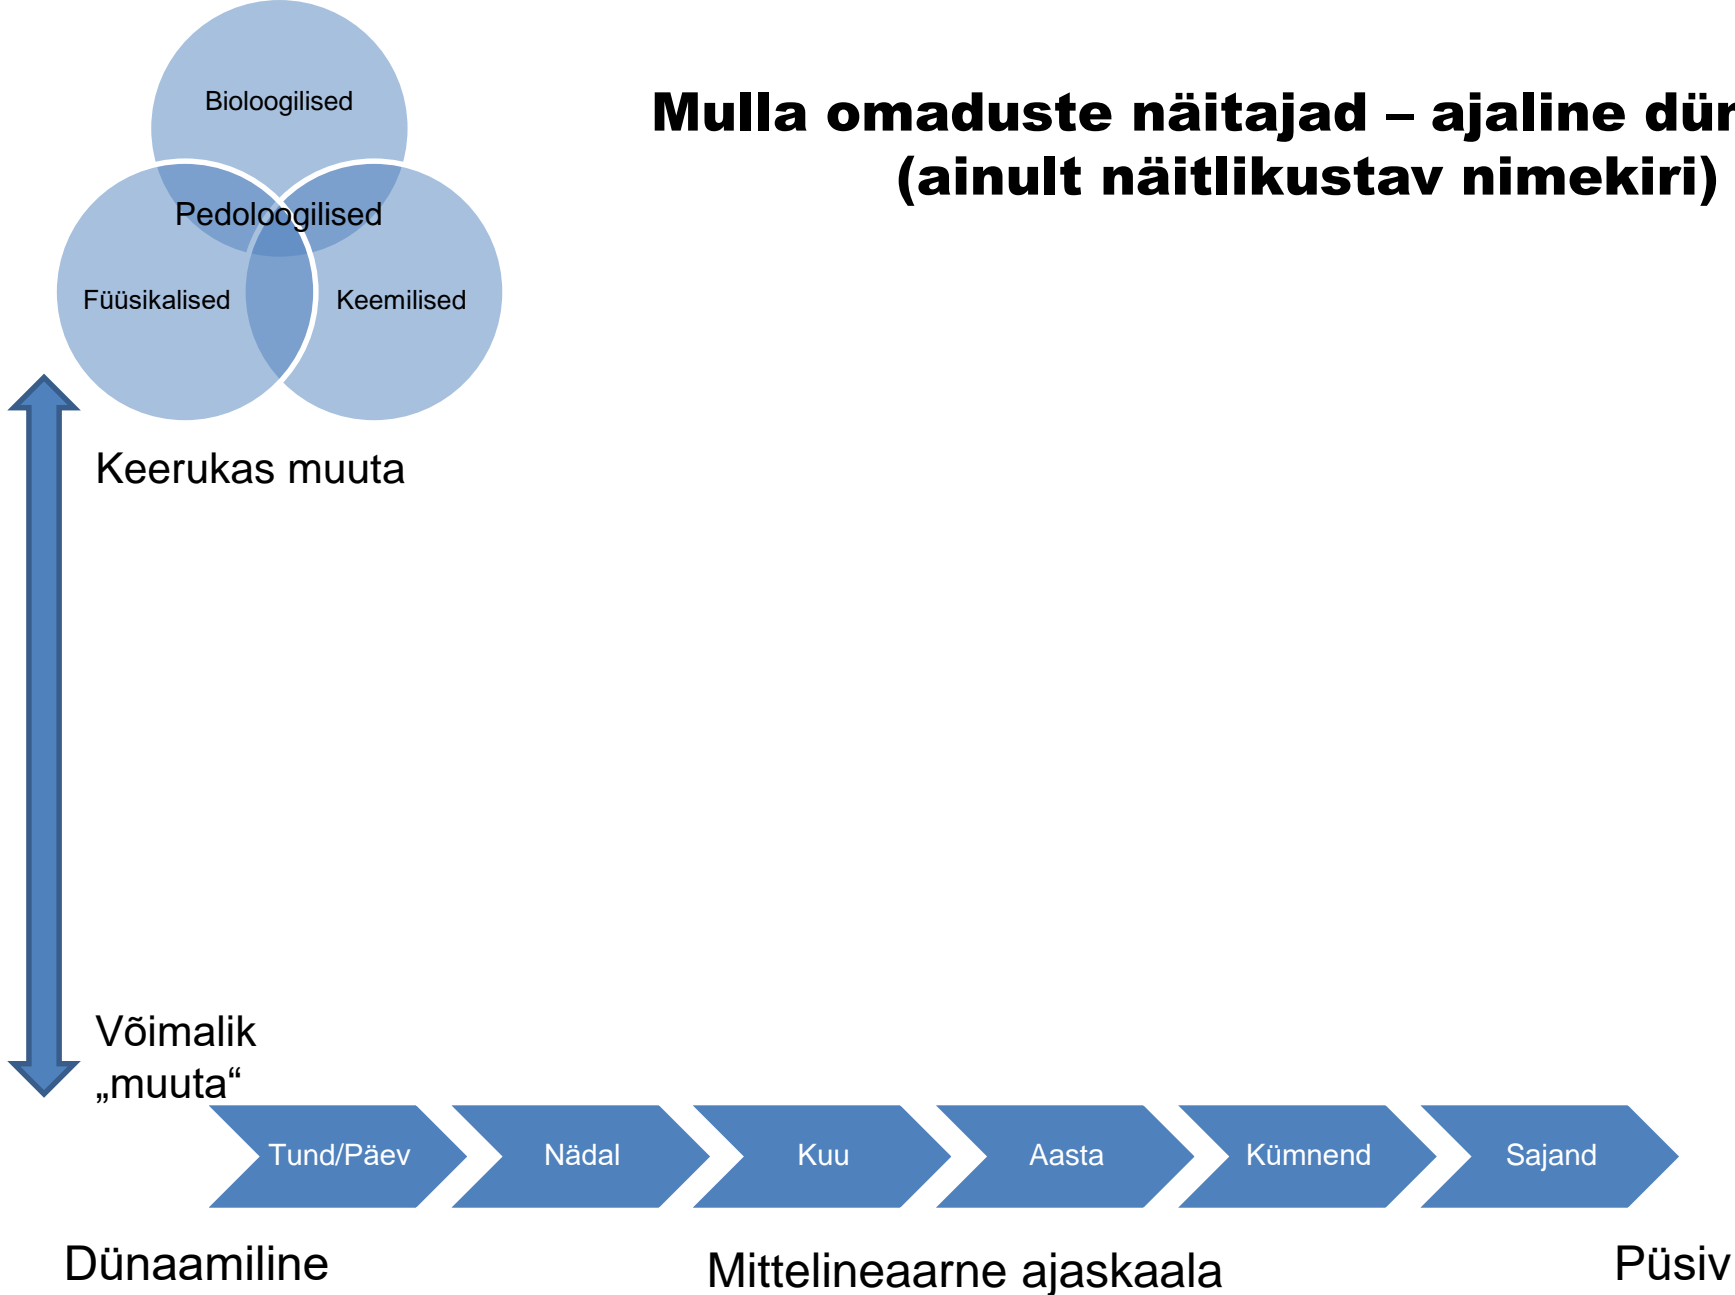 Mulla omaduste näitajad – ajaline
(ainult näitlikustav nimekiri)
Bioloogilised
Pedoloogilised
Füüsikalised
Keemilised
Keerukas muuta
Võimalik
„muuta“
Tund/Päev
Nädal
Kuu
Aasta
Kümnend
Sajand
Dünaamiline
Mittelineaarne ajaskaala
Püsiv